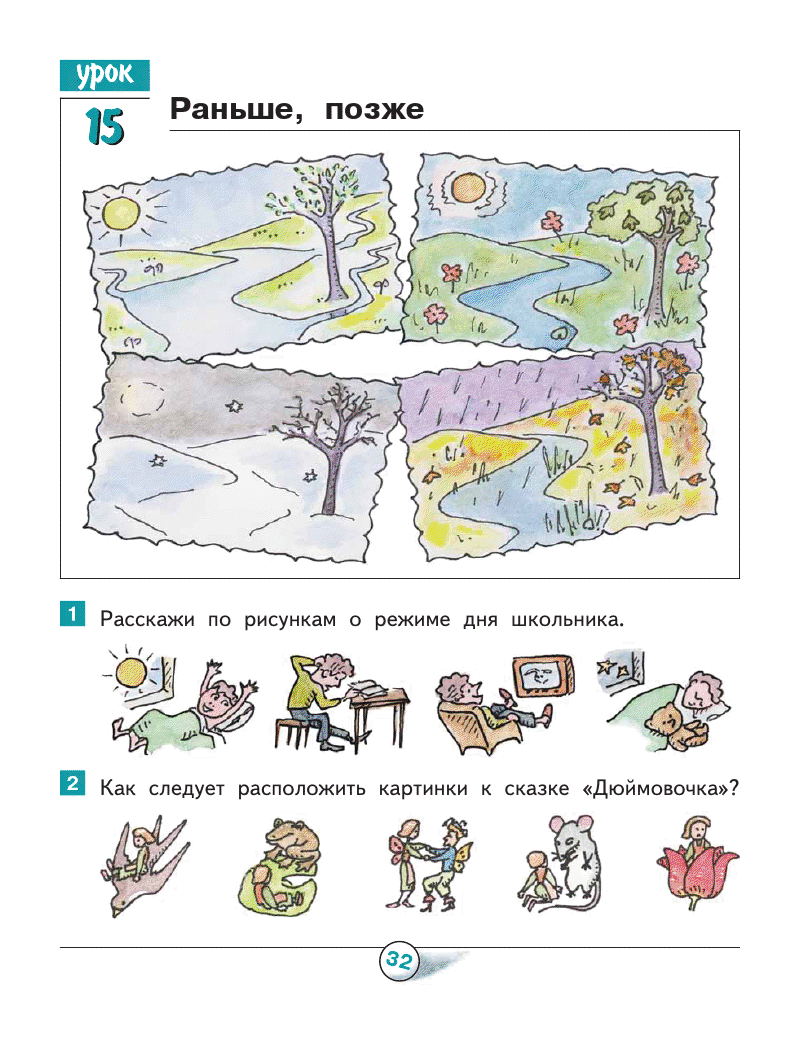 урок
15
Раньше, позже
1 Расскажи по рисункам о режиме дня школьника.
2 Как следует расположить картинки к сказке «Дюймовочка»?
32